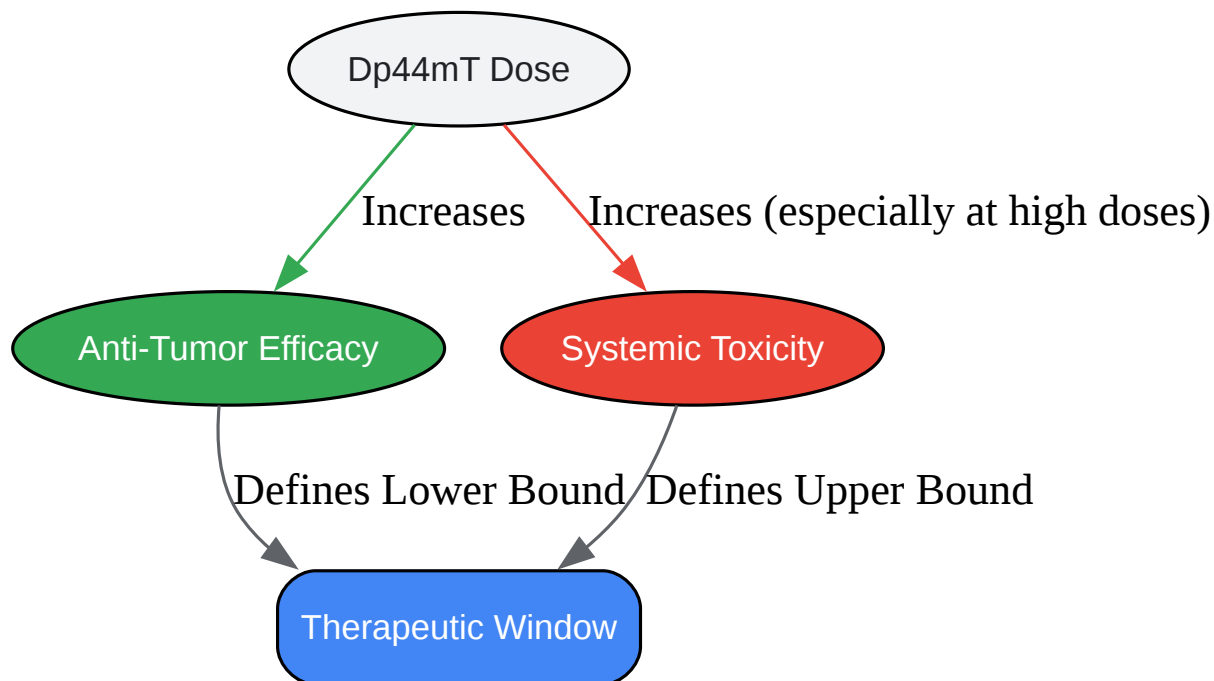 Dp44mT Dose
Increases
Increases (especially at high doses)
Anti-Tumor Efficacy
Systemic Toxicity
Defines Lower Bound
Defines Upper Bound
Therapeutic Window